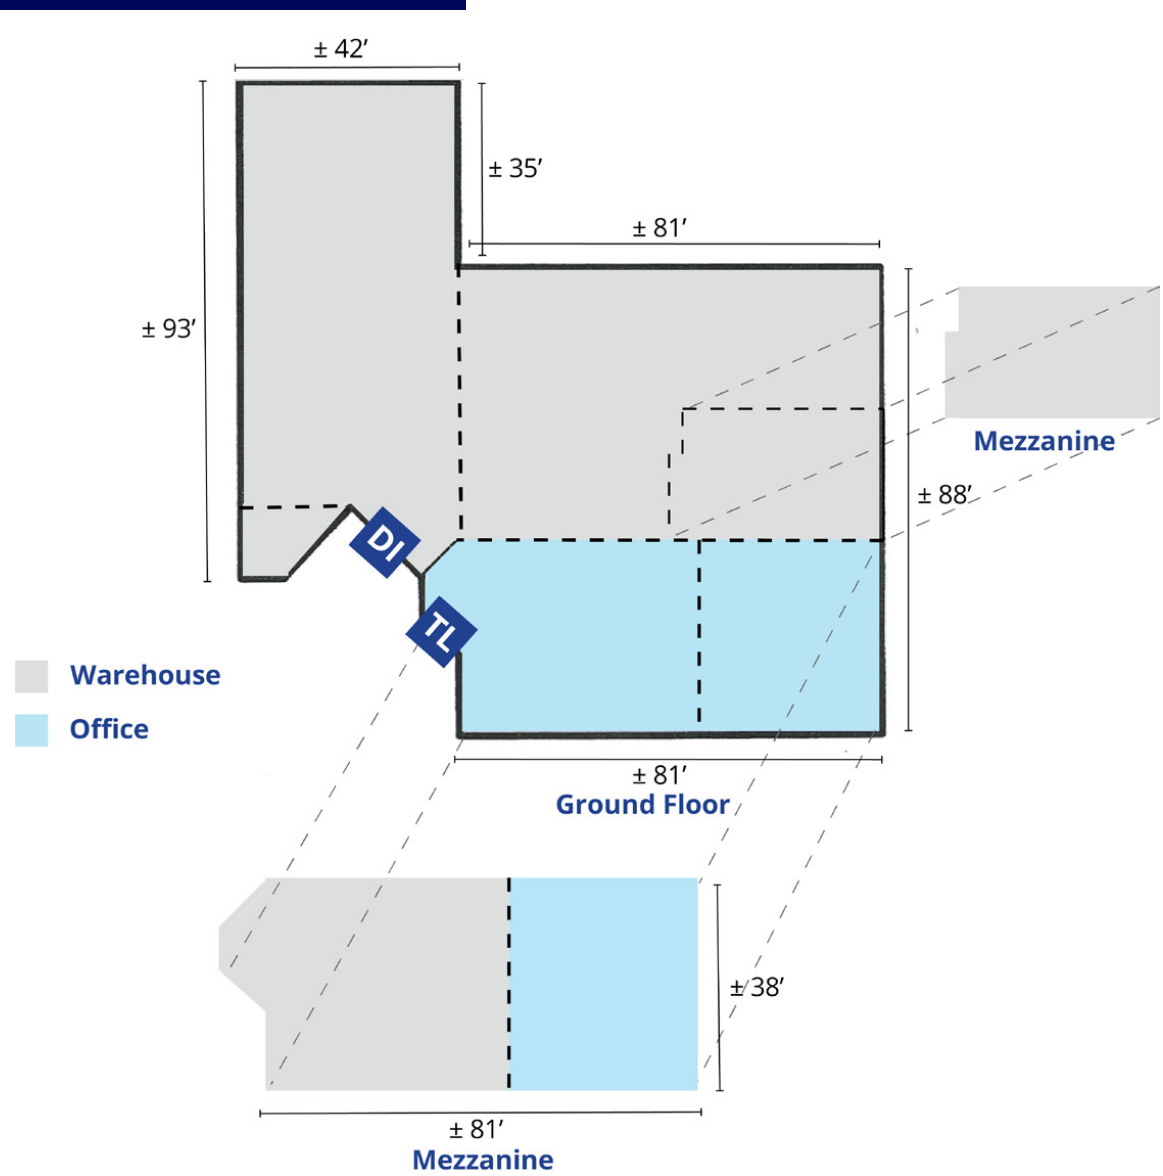 ± 42’
± 35’
± 81’
± 93’
Mezzanine
± 88’
DI
TL
Warehouse
Office
± 81’
Ground Floor
± 38’
± 81’
Mezzanine